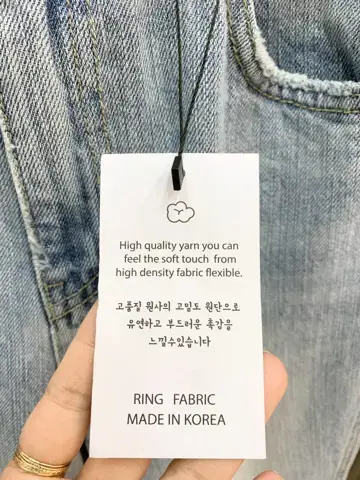 High quality yarn you can
feel the soft touch from
high density fabric flexible.
고품질 원사의 고밀도 원단으로
유연하고 부드러운 촉감을
느낄수있습니다
RING FABRIC
MADE IN KOREA